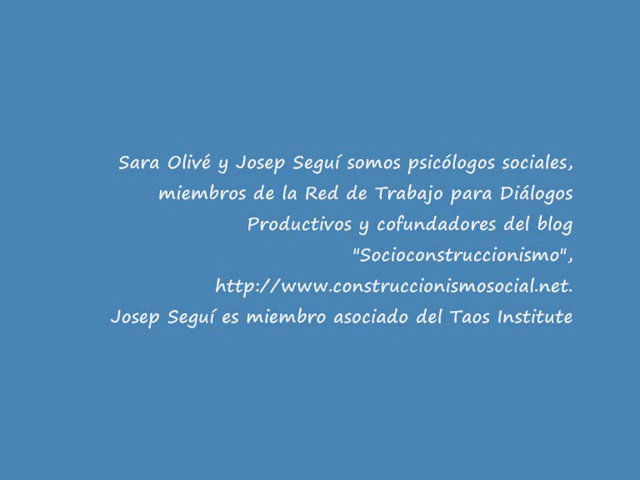 Sara Olivé y Josep Seguí somos psicólogos sociales,
miembros de la Red de Trabajo para Diálogos
Productivos y cofundadores del blog
"Socioconstruccionismo",
http://www.construccionismosocial.net.
Josep Seguí es miembro asociado del Taos Institute